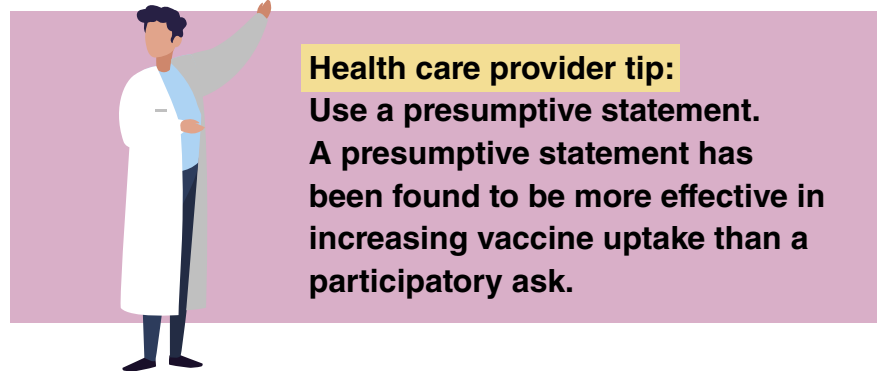 Health care provider tip:
Use a presumptive statement.
A presumptive statement has
been found to be more effective in
increasing vaccine uptake than a
participatory ask.